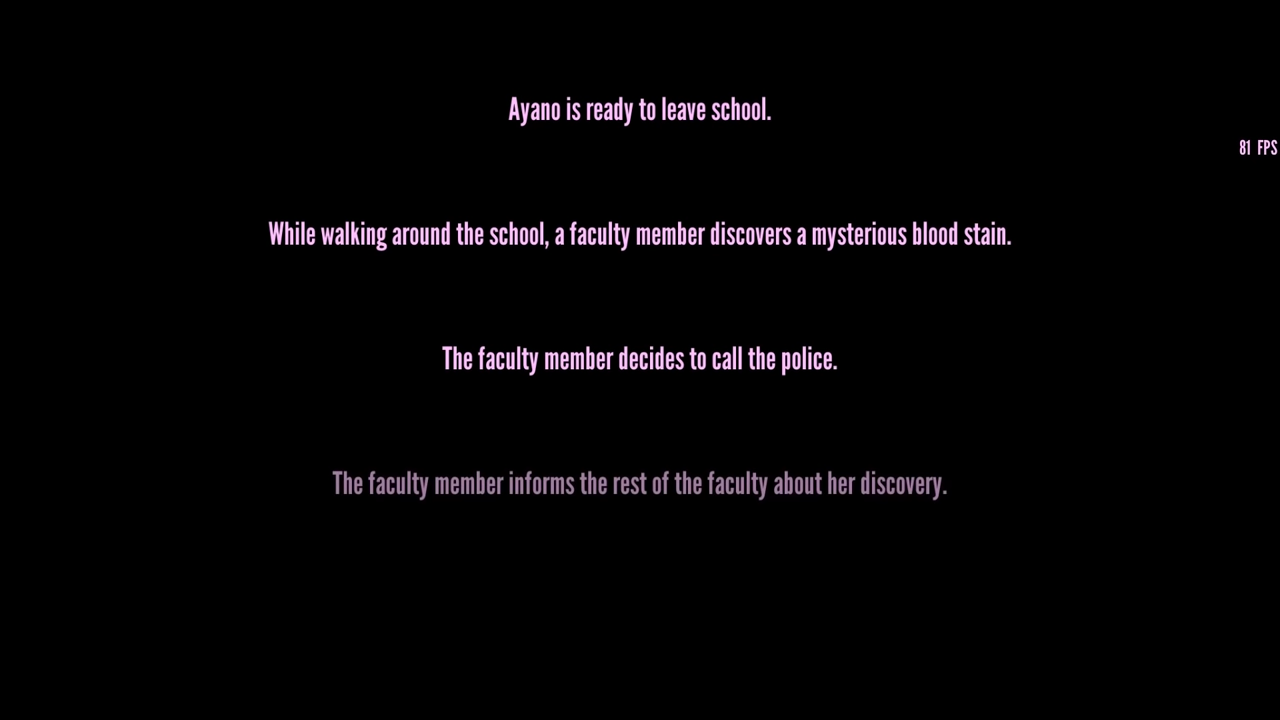 Ayano is ready to leave school.
81 FPS
While walking around the school, a faculty member discovers a mysterious blood stain.
The faculty member decides to call the police.
The faculty member informs the rest of the faculty about her discovery.